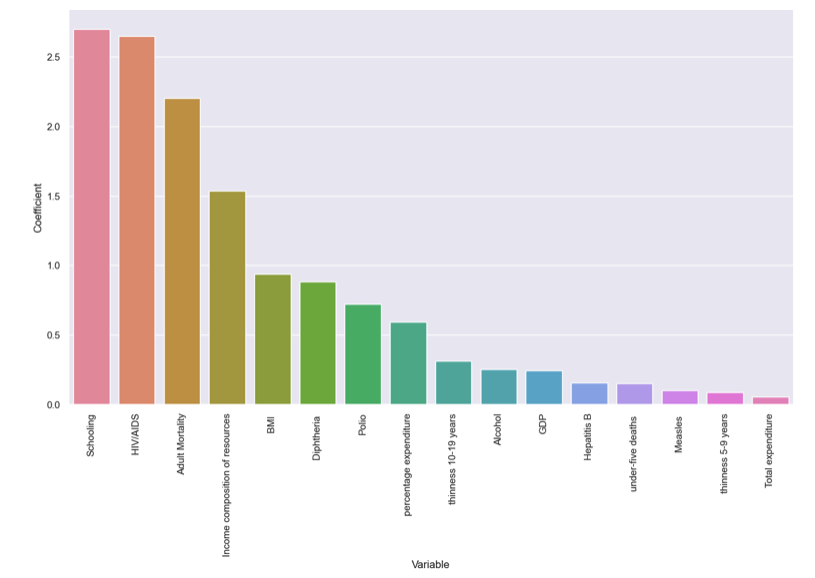 2.5
2.0
1.5
1.0
0.5
0.0
Coefficient
Schooling
HIV/AIDS
Adult Mortality
Income composition of resources
BMI
Diphtheria
Polio
percentage expenditure
thinness 10-19 years
Alcohol
GDP
Hepatitis B
under-five deaths
Measles
thinness 5-9 years
Total expenditure
Variable